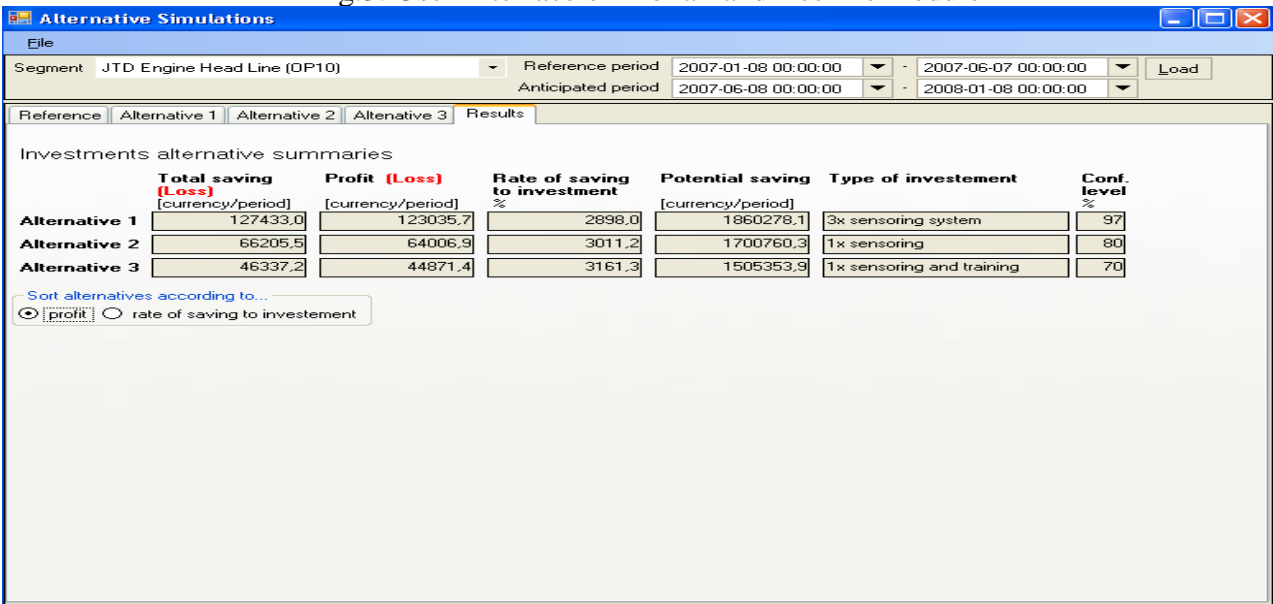 Alternative Simulations
File
Segment JTD Engine Head Line (OP10) Reference period 2007-01-08 00:00:00 - 2007-06-07 00:00:00 Load
Anticipated period 2007-06-08 00:00:00 - 2008-01-08 00:00:00
Reference Alternative 1 Alternative 2 Altenative 3 Results
Investments alternative summaries
Total saving Profit (Loss) Rate of saving Potential saving Type of investement Conf.
(Loss) to investment level
[currency/period] [currency/period] % [currency/period] %
Alternative 1 127433,0 123035,7 2898,0 1860278,1 3x sensoring system 97
Alternative 2 66205,5 64006,9 3011,2 1700760,3 1x sensoring 80
Alternative 3 46337,2 44871,4 3161,3 1505353,9 1x sensoring and training 70
Sort alternatives according to...
profit rate of saving to investement